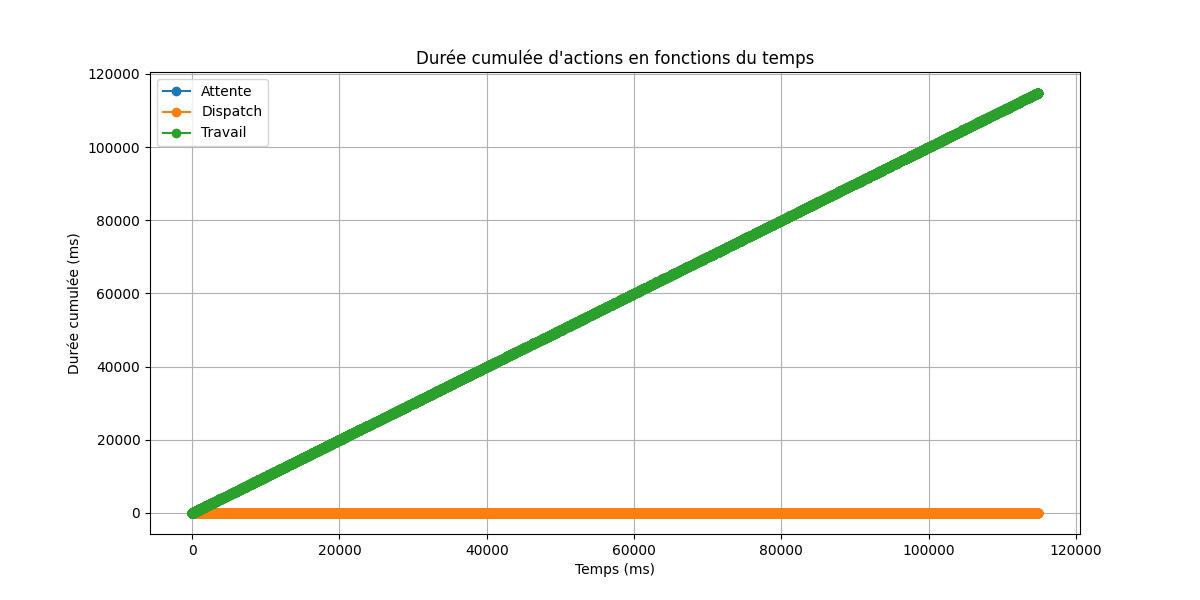 Durée cumulée d'actions en fonctions du temps
120000
100000
80000
60000
40000
20000
0
Durée cumulée (ms)
Attente
Dispatch
Travail
0 20000 40000 60000 80000 100000 120000
Temps (ms)